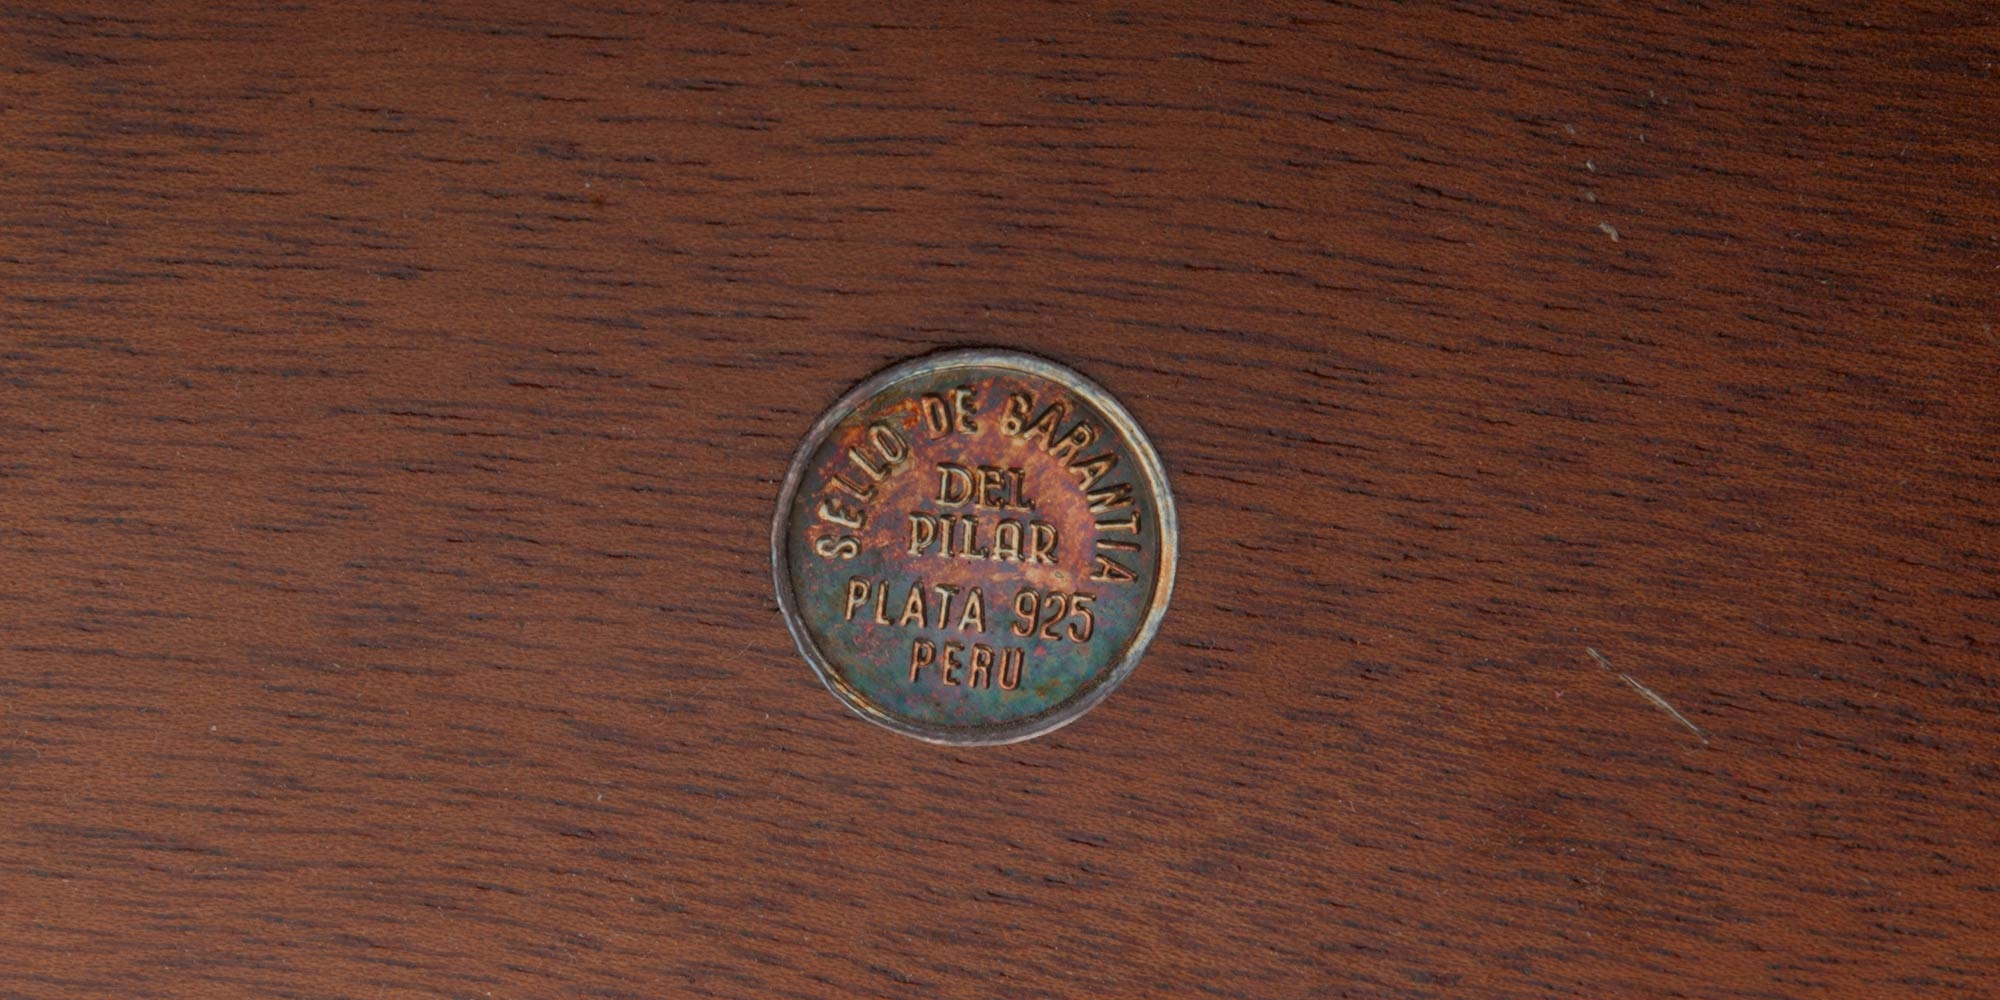 SELLO DE GARANTIA
DEL
PILAR
PLATA 925
PERU